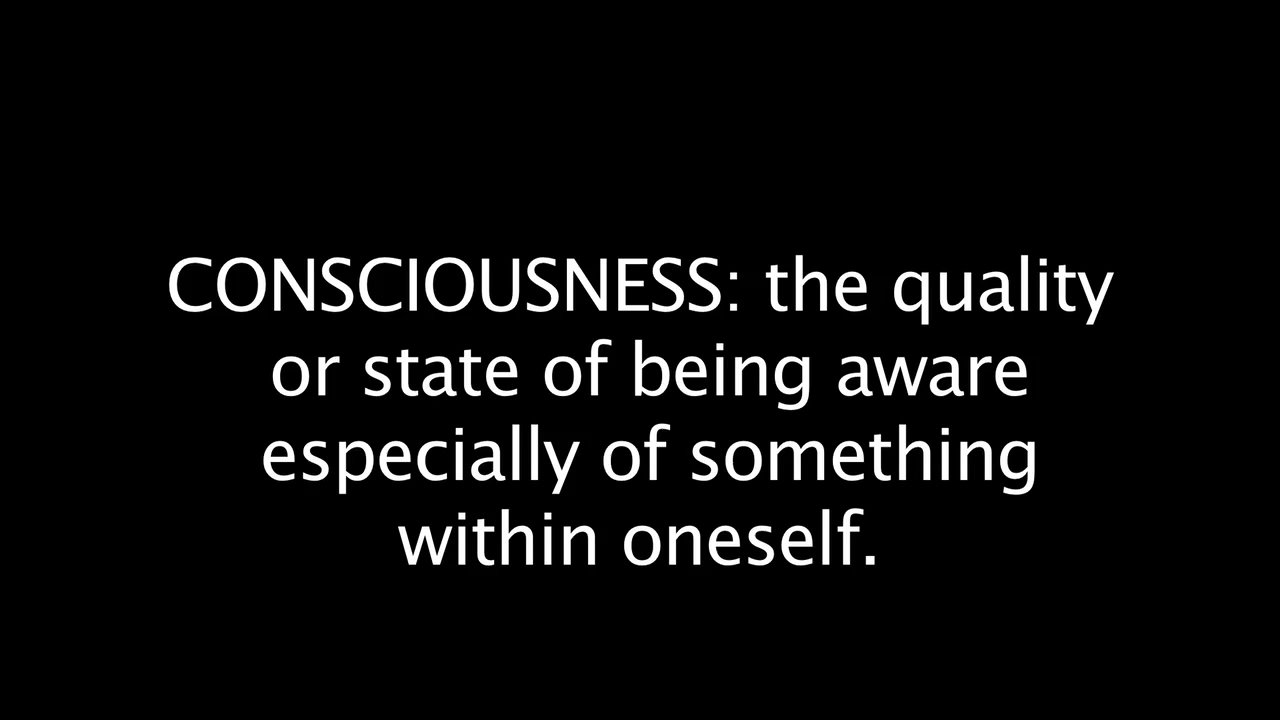 CONSCIOUSNESS: the quality
or state of being aware
especially of something
within oneself.